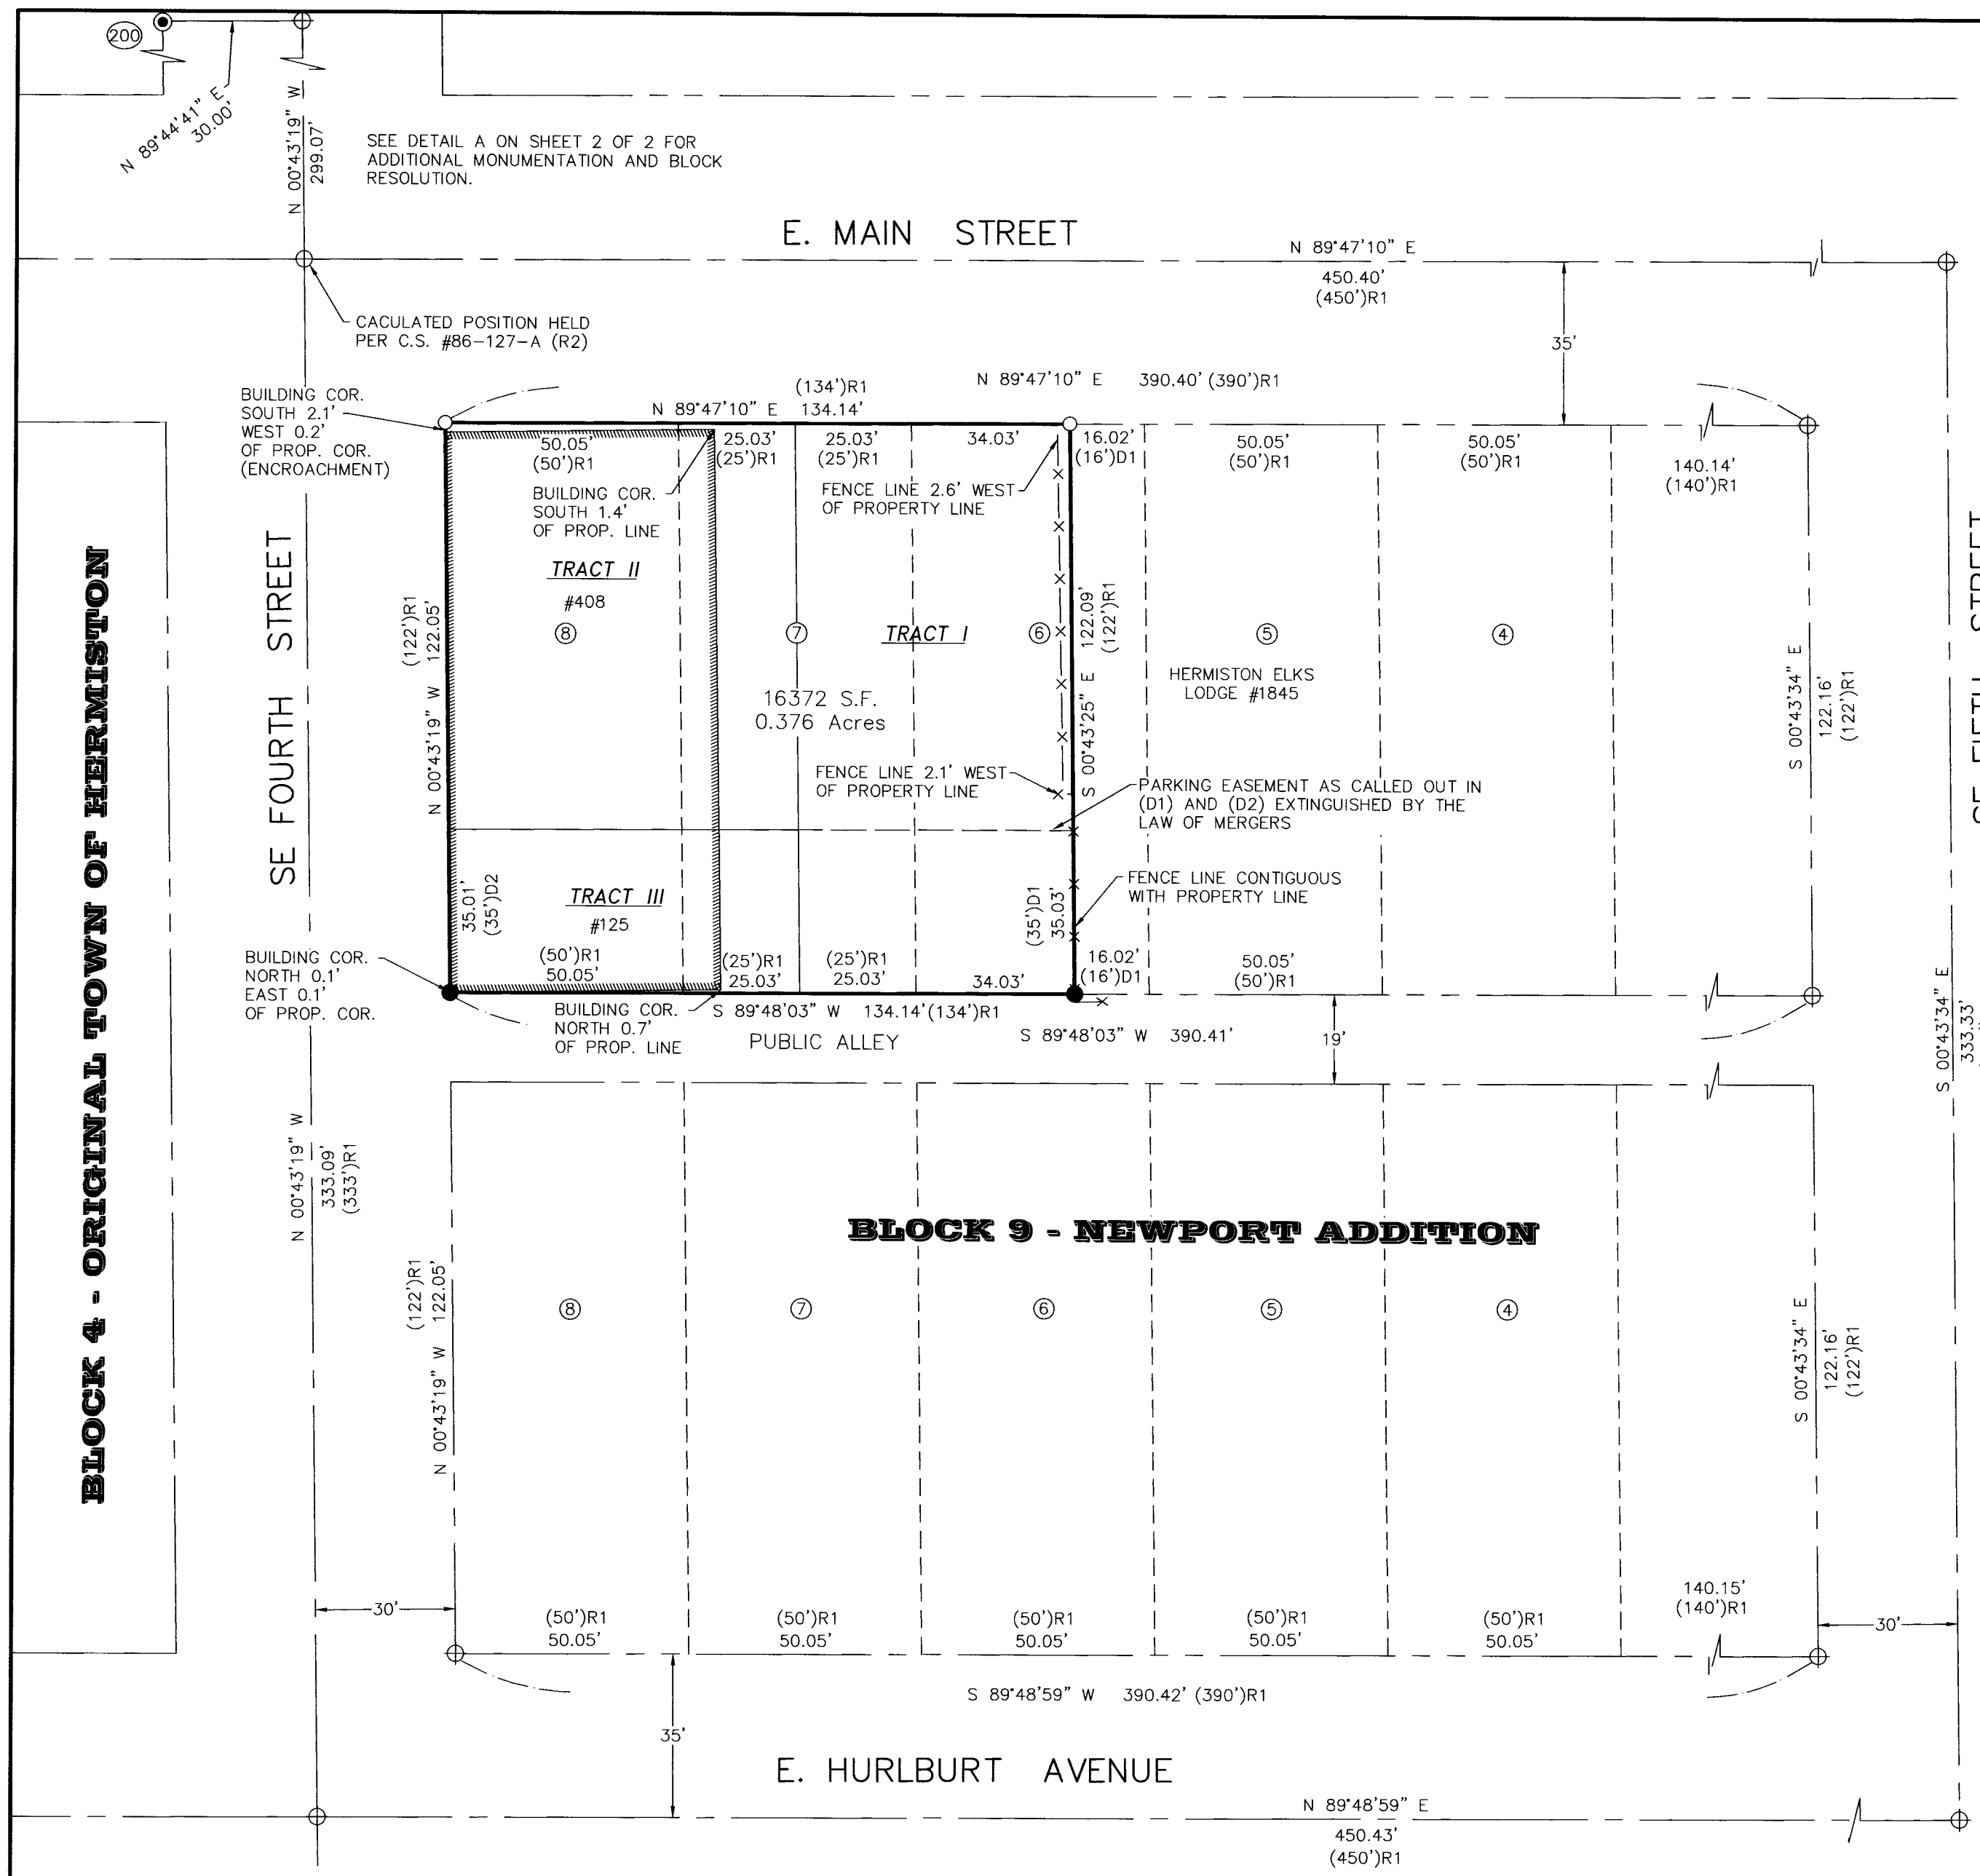 200
N 89°44'41" E
30.00'
N 00°43'19" W
299.07'
SEE DETAIL A ON SHEET 2 OF 2 FOR
ADDITIONAL MONUMENTATION AND BLOCK
RESOLUTION.
E. MAIN STREET
N 89°47'10" E
450.40'
(450')R1
35'
CACULATED POSITION HELD
PER C.S. #86-127-A (R2)
BUILDING COR.
SOUTH 2.1'
WEST 0.2'
OF PROP. COR.
(ENCROACHMENT)
(134')R1
N 89°47'10" E 134.14'
N 89°47'10" E 390.40' (390')R1
50.05'
(50')R1
25.03'
(25')R1
25.03'
(25')R1
34.03'
16.02'
(16')D1
50.05'
(50')R1
50.05'
(50')R1
140.14'
(140')R1
BUILDING COR.
SOUTH 1.4'
OF PROP. LINE
FENCE LINE 2.6' WEST
OF PROPERTY LINE
BLOCK 4 - ORIGINAL TOWN OF HERMISTON
SE FOURTH STREET
(122')R1
122.05'
N 00°43'19" W
TRACT II
#408
8
7
TRACT I
6
5
4
16372 S.F.
0.376 Acres
S 00°43'25" E 122.09'
(122')R1
HERMISTON ELKS
LODGE #1845
S 00°43'34" E
122.16'
(122')R1
FENCE LINE 2.1' WEST
OF PROPERTY LINE
PARKING EASEMENT AS CALLED OUT IN
(D1) AND (D2) EXTINGUISHED BY THE
LAW OF MERGERS
35.01'
(35')D2
TRACT III
#125
(35')D1
35.03'
FENCE LINE CONTIGUOUS
WITH PROPERTY LINE
BUILDING COR.
NORTH 0.1'
EAST 0.1'
OF PROP. COR.
(50')R1
50.05'
(25')R1
25.03'
(25')R1
25.03'
34.03'
16.02'
(16')D1
50.05'
(50')R1
BUILDING COR.
NORTH 0.7'
OF PROP. LINE
S 89°48'03" W 134.14'(134')R1
PUBLIC ALLEY
S 89°48'03" W 390.41'
19'
S 00°43'34" E
333.33'
N 00°43'19" W
333.09'
(333')R1
BLOCK 9 - NEWPORT ADDITION
(122')R1
N 00°43'19" W 122.05'
8
7
6
5
4
S 00°43'34" E
122.16'
(122')R1
30'
(50')R1
50.05'
(50')R1
50.05'
(50')R1
50.05'
(50')R1
50.05'
(50')R1
50.05'
140.15'
(140')R1
30'
S 89°48'59" W 390.42' (390')R1
35'
E. HURLBURT AVENUE
N 89°48'59" E
450.43'
(450')R1